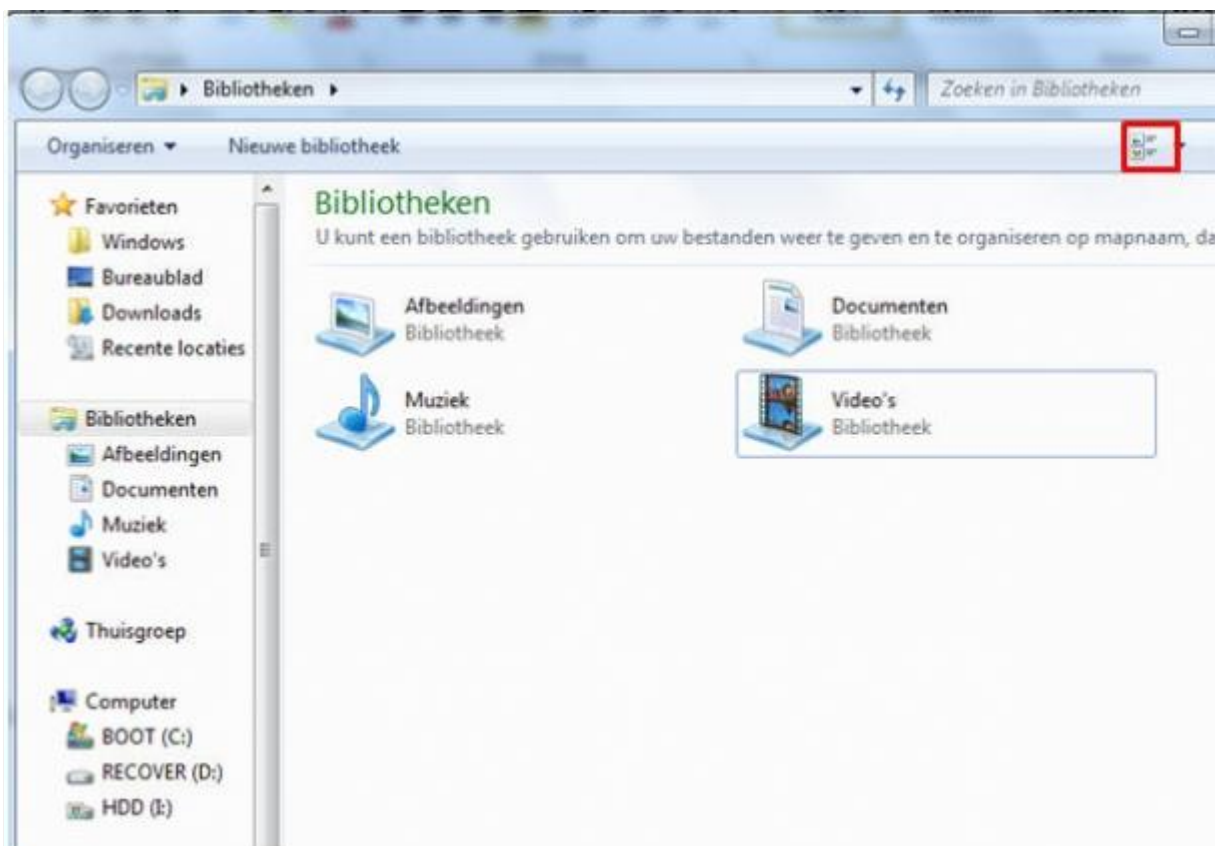 Bibliotheken
Zoeken in Bibliotheken
Organiseren
Nieuwe bibliotheek
Favorieten
Windows
Bureaublad
Downloads
Recente locaties
Bibliotheken
Afbeeldingen
Documenten
Muziek
Video's
Thuisgroep
Computer
BOOT (C:)
RECOVER (D:)
HDD (I:)
Bibliotheken
U kunt een bibliotheek gebruiken om uw bestanden weer te geven en te organiseren op mapnaam, da
Afbeeldingen
Bibliotheek
Documenten
Bibliotheek
Muziek
Bibliotheek
Video's
Bibliotheek